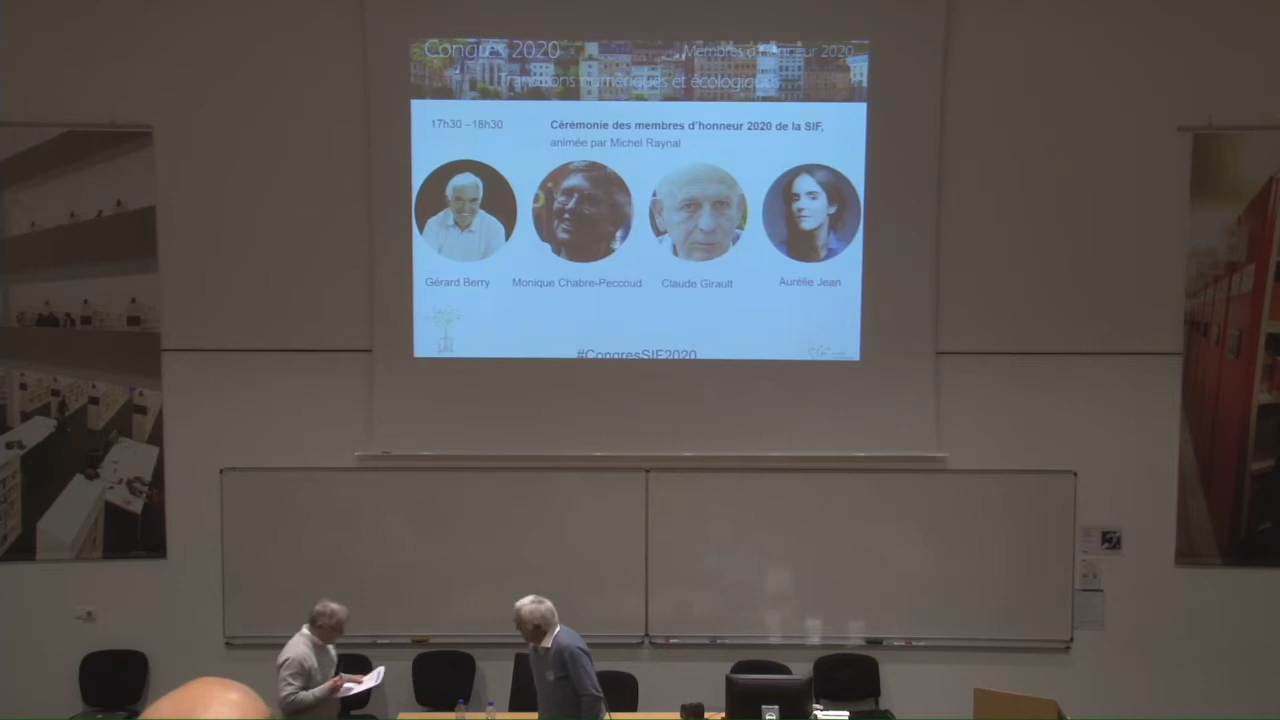 Congrès 2020
Membres d'honneur 2020
Transitions numériques et écologiques
17h30 –18h30
Cérémonie des membres d'honneur 2020 de la SIF,
animée par Michel Raynal
Gérard Berry
Monique Chabre-Peccoud
Claude Girault
Aurélie Jean
#CongresSIF2020